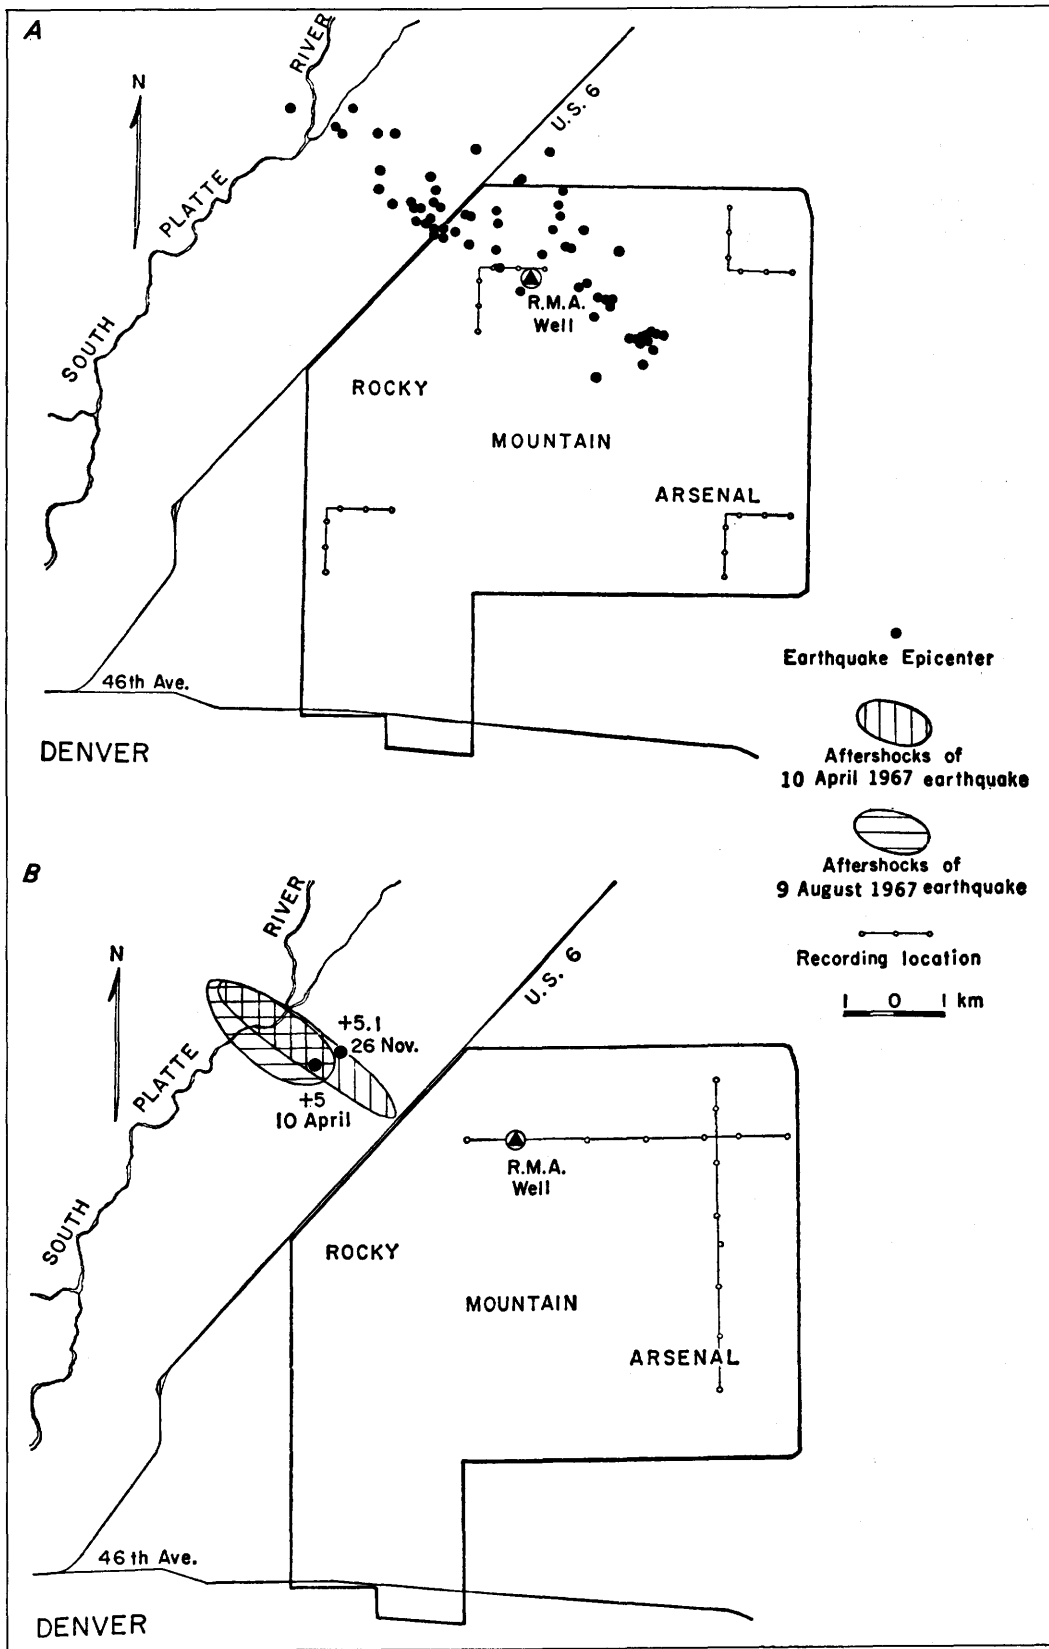 A
N
RIVER
PLATTE
SOUTH
U.S. 6
R.M.A.
Well
ROCKY
MOUNTAIN
ARSENAL
46th Ave.
DENVER
Earthquake Epicenter
Aftershocks of
10 April 1967 earthquake
Aftershocks of
9 August 1967 earthquake
Recording location
1 0 1 km
B
N
RIVER
PLATTE
SOUTH
U.S. 6
+5.1
26 Nov.
+5
10 April
R.M.A.
Well
ROCKY
MOUNTAIN
ARSENAL
46th Ave.
DENVER